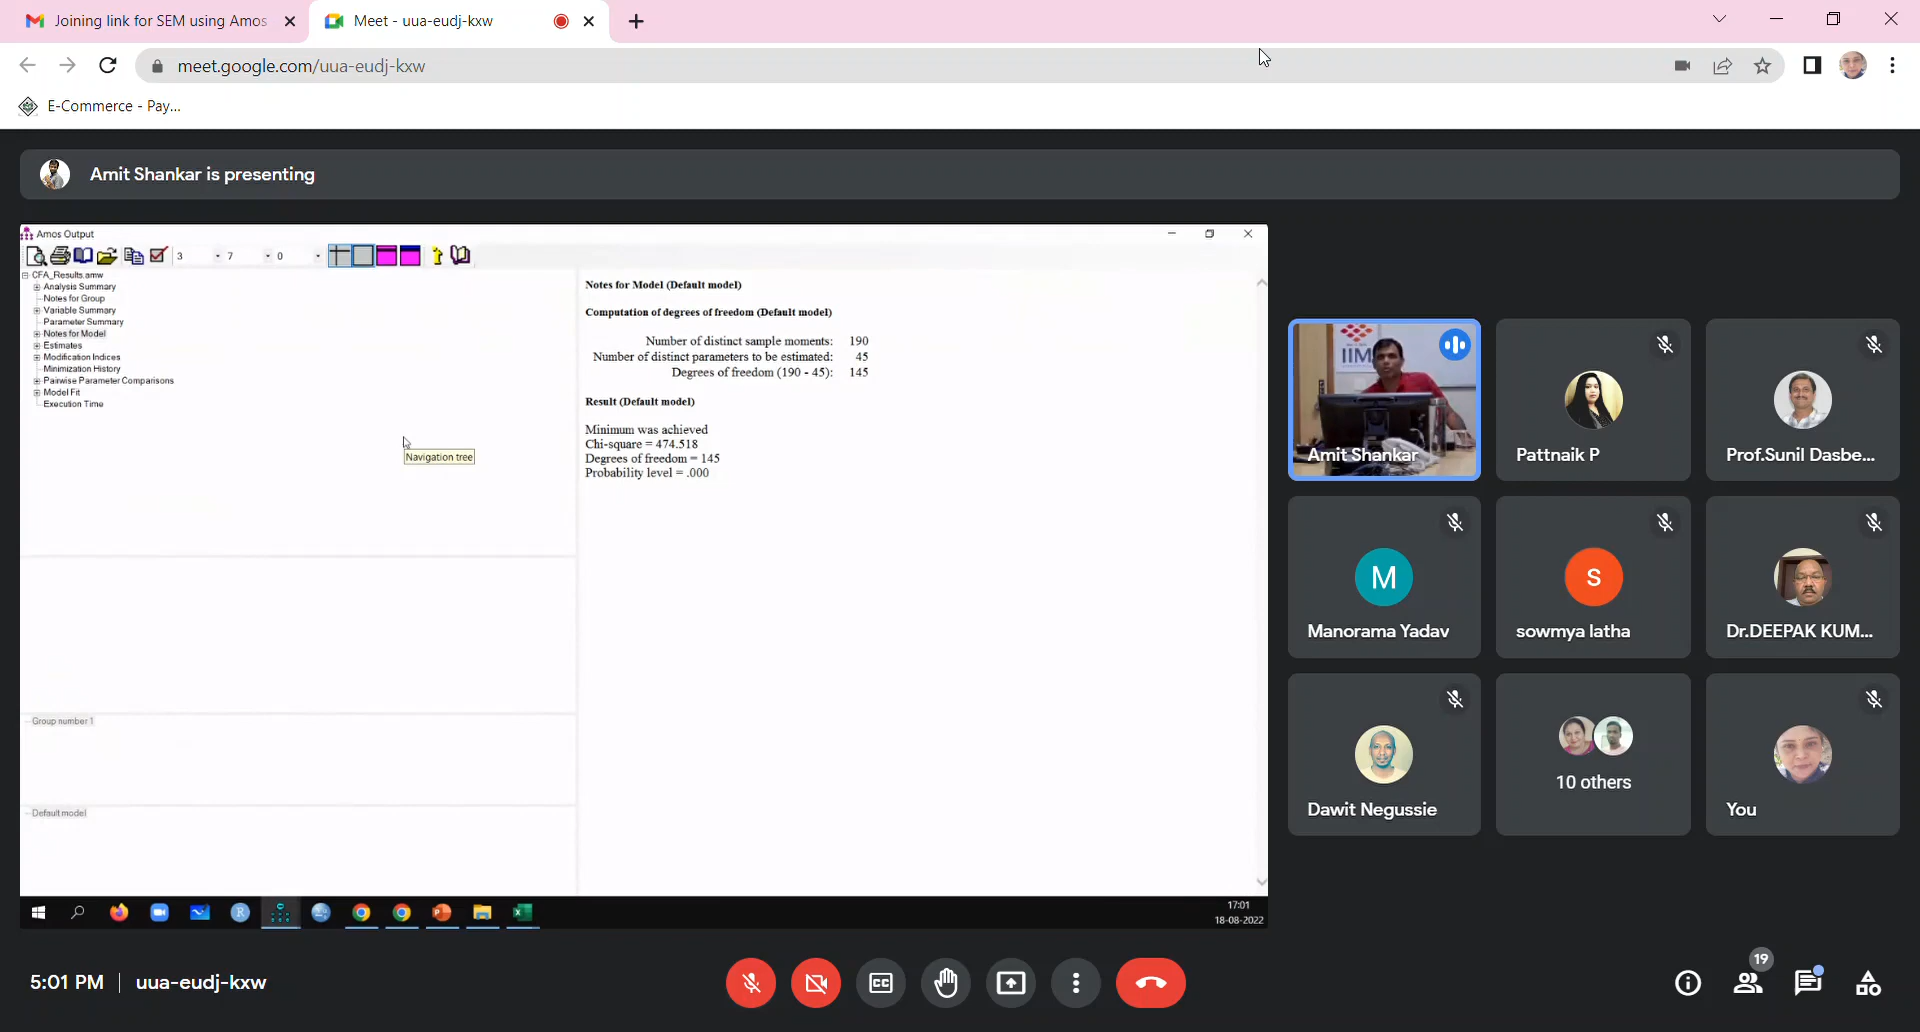 Joining link for SEM using Amos
Meet - uua-eudj-kxw
meet.google.com/uua-eudj-kxw
E-Commerce - Pay...
Amit Shankar is presenting
Amos Output
3 7 0
CFA_Results.amw
Analysis Summary
Notes for Group
Variable Summary
Parameter Summary
Notes for Model
Estimates
Modification Indices
Minimization History
Pairwise Parameter Comparisons
Model Fit
Execution Time
Navigation tree
Group number 1
Default model
Notes for Model (Default model)
Computation of degrees of freedom (Default model)
Number of distinct sample moments: 190
Number of distinct parameters to be estimated: 45
Degrees of freedom (190 - 45): 145
Result (Default model)
Minimum was achieved
Chi-square = 474.518
Degrees of freedom = 145
Probability level = .000
17:01
18-08-2022
IIM
Amit Shankar
Pattnaik P
Prof.Sunil Dasbe...
M
Manorama Yadav
s
sowmya latha
Dr.DEEPAK KUM...
Dawit Negussie
10 others
You
5:01 PM | uua-eudj-kxw
CC
19